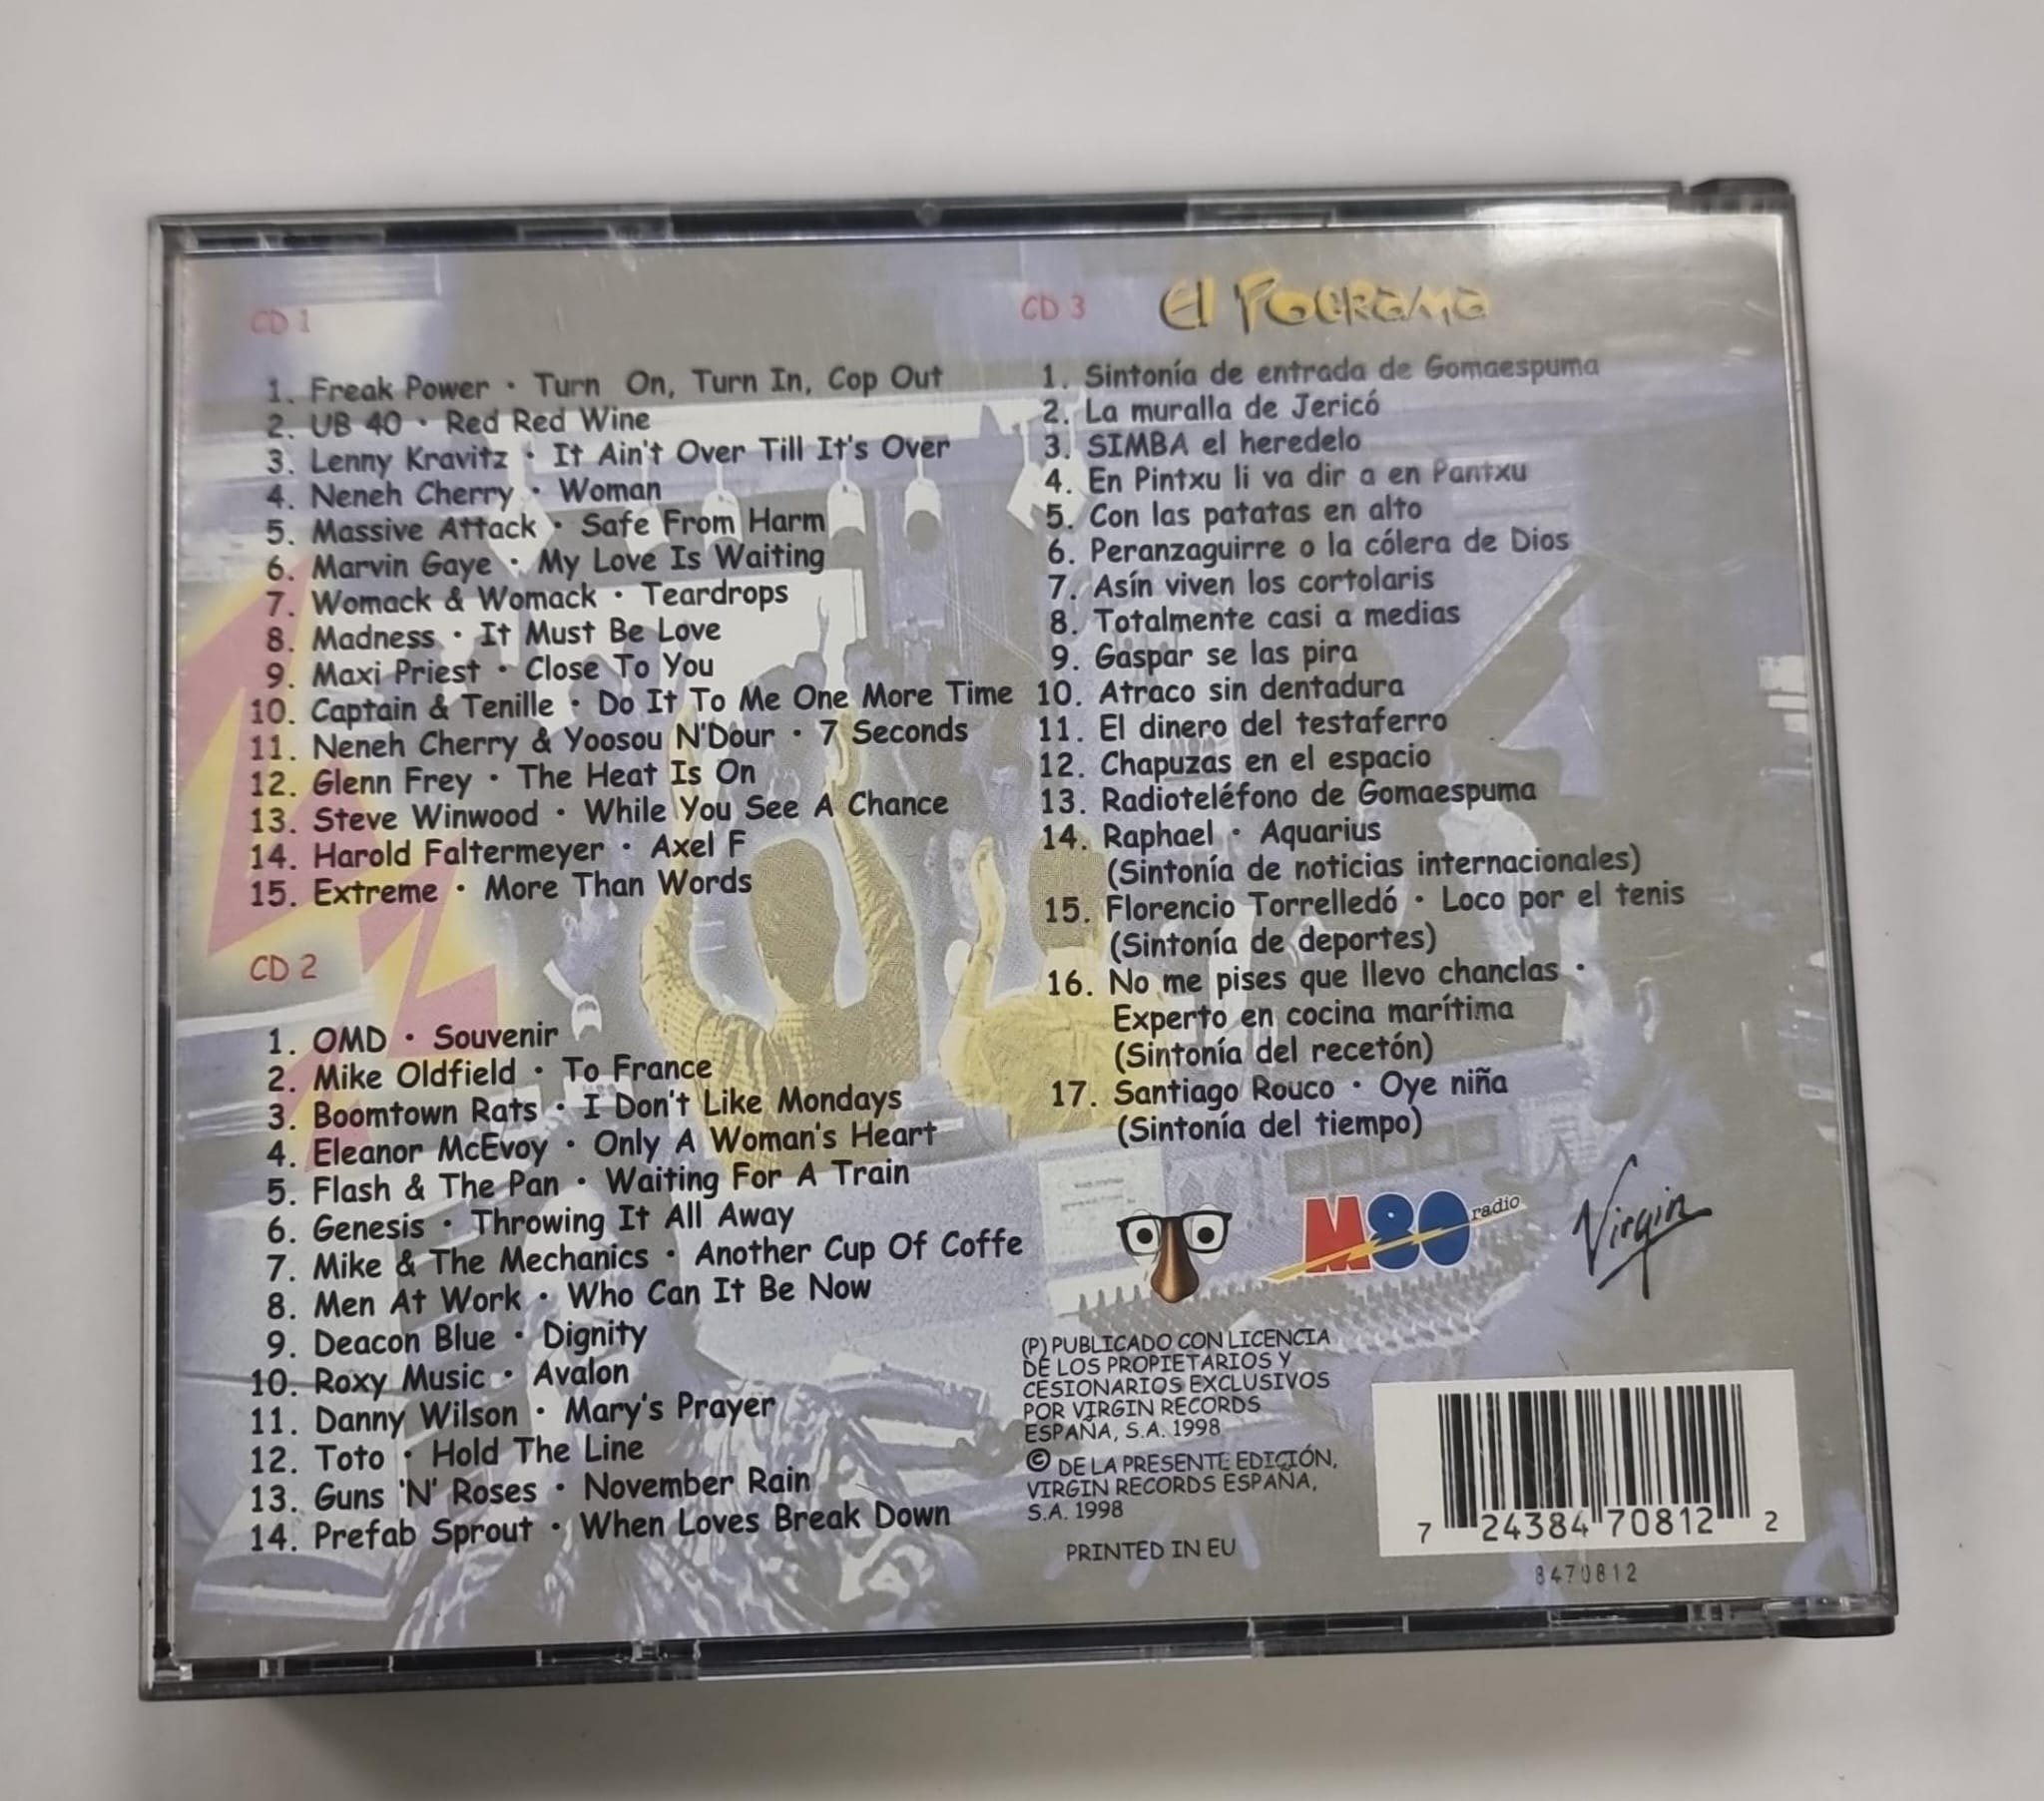 CD 1
1. Freak Power · Turn On, Turn In, Cop Out
2. UB 40 · Red Red Wine
3. Lenny Kravitz · It Ain't Over Till It's Over
4. Neneh Cherry · Woman
5. Massive Attack · Safe From Harm
6. Marvin Gaye · My Love Is Waiting
7. Womack & Womack · Teardrops
8. Madness · It Must Be Love
9. Maxi Priest · Close To You
10. Captain & Tenille · Do It To Me One More Time
11. Neneh Cherry & Yoosou N'Dour · 7 Seconds
12. Glenn Frey · The Heat Is On
13. Steve Winwood · While You See A Chance
14. Harold Faltermeyer · Axel F
15. Extreme · More Than Words
CD 2
1. OMD · Souvenir
2. Mike Oldfield · To France
3. Boomtown Rats · I Don't Like Mondays
4. Eleanor McEvoy · Only A Woman's Heart
5. Flash & The Pan · Waiting For A Train
6. Genesis · Throwing It All Away
7. Mike & The Mechanics · Another Cup Of Coffe
8. Men At Work · Who Can It Be Now
9. Deacon Blue · Dignity
10. Roxy Music · Avalon
11. Danny Wilson · Mary's Prayer
12. Toto · Hold The Line
13. Guns 'N' Roses · November Rain
14. Prefab Sprout · When Loves Break Down
CD 3 El Pograma
1. Sintonía de entrada de Gomaespuma
2. La muralla de Jericó
3. SIMBA el heredelo
4. En Pintxu li va dir a en Pantxu
5. Con las patatas en alto
6. Peranzaguirre o la cólera de Dios
7. Asín viven los cortolaris
8. Totalmente casi a medias
9. Gaspar se las pira
10. Atraco sin dentadura
11. El dinero del testaferro
12. Chapuzas en el espacio
13. Radioteléfono de Gomaespuma
14. Raphael · Aquarius
(Sintonía de noticias internacionales)
15. Florencio Torrelledó · Loco por el tenis
(Sintonía de deportes)
16. No me pises que llevo chanclas ·
Experto en cocina marítima
(Sintonía del recetón)
17. Santiago Rouco · Oye niña
(Sintonía del tiempo)
M80 radio
Virgin
(P) PUBLICADO CON LICENCIA
DE LOS PROPIETARIOS Y
CESIONARIOS EXCLUSIVOS
POR VIRGIN RECORDS
ESPAÑA, S.A. 1998
© DE LA PRESENTE EDICIÓN,
VIRGIN RECORDS ESPAÑA,
S.A. 1998
PRINTED IN EU
7 24384 70812 2
8470812